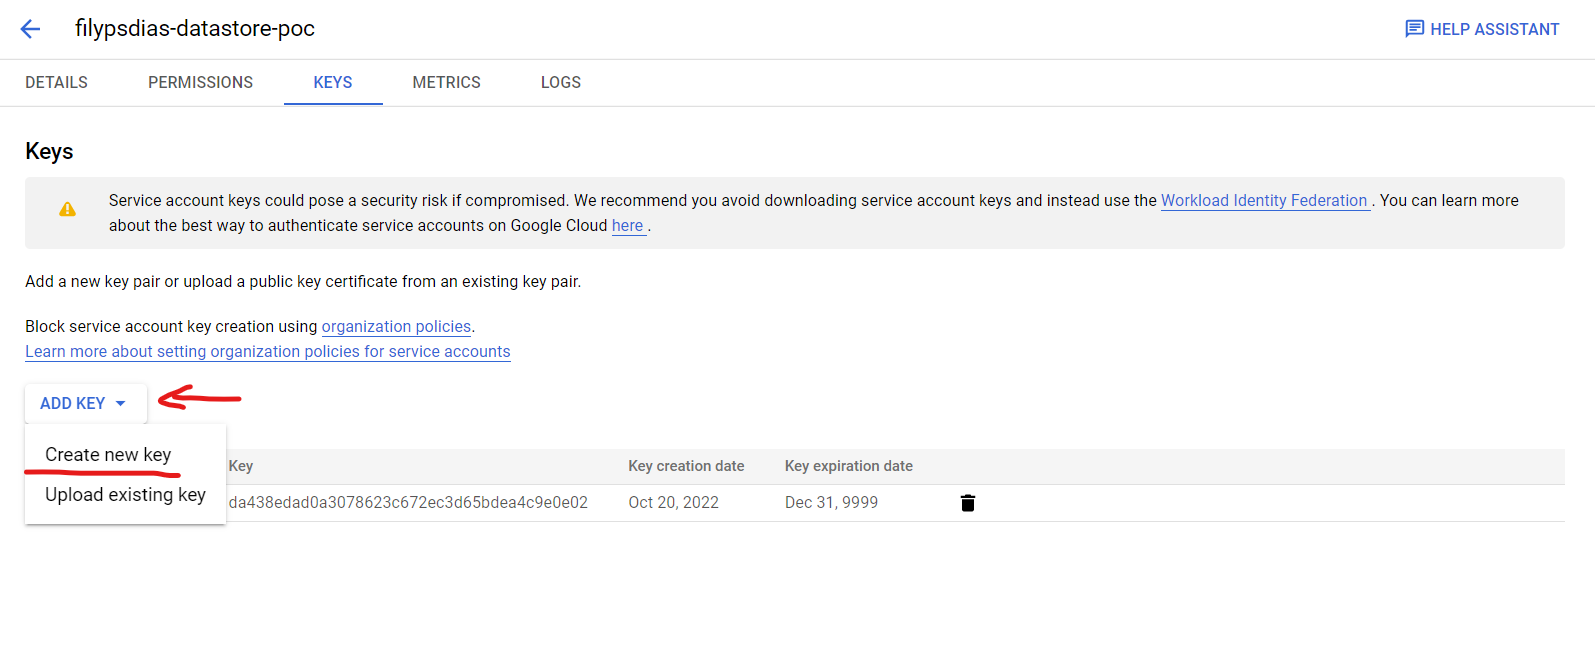 filypsdias-datastore-poc
HELP ASSISTANT
DETAILS PERMISSIONS KEYS METRICS LOGS
Keys
Service account keys could pose a security risk if compromised. We recommend you avoid downloading service account keys and instead use the Workload Identity Federation . You can learn more
about the best way to authenticate service accounts on Google Cloud here .
Add a new key pair or upload a public key certificate from an existing key pair.
Block service account key creation using organization policies.
Learn more about setting organization policies for service accounts
ADD KEY
Create new key
Upload existing key
Key Key creation date Key expiration date
da438edad0a3078623c672ec3d65bdea4c9e0e02 Oct 20, 2022 Dec 31, 9999